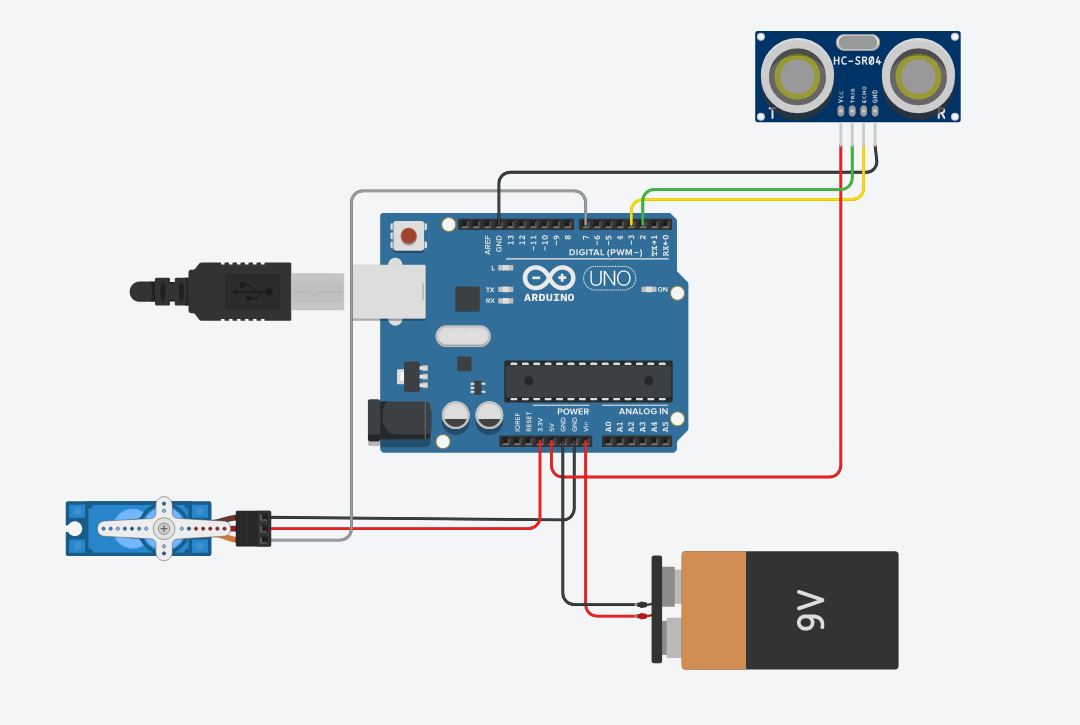 HC-SR04
VCC
TRIG
ECHO
GND
T
R
AREF
GND
13
12
~11
~10
~9
8
7
~6
~5
4
~3
2
TX→1
RX←0
DIGITAL (PWM~)
L
TX
RX
ARDUINO
UNO
ON
POWER
ANALOG IN
IOREF
RESET
3.3V
5V
GND
GND
Vin
A0
A1
A2
A3
A4
A5
9V